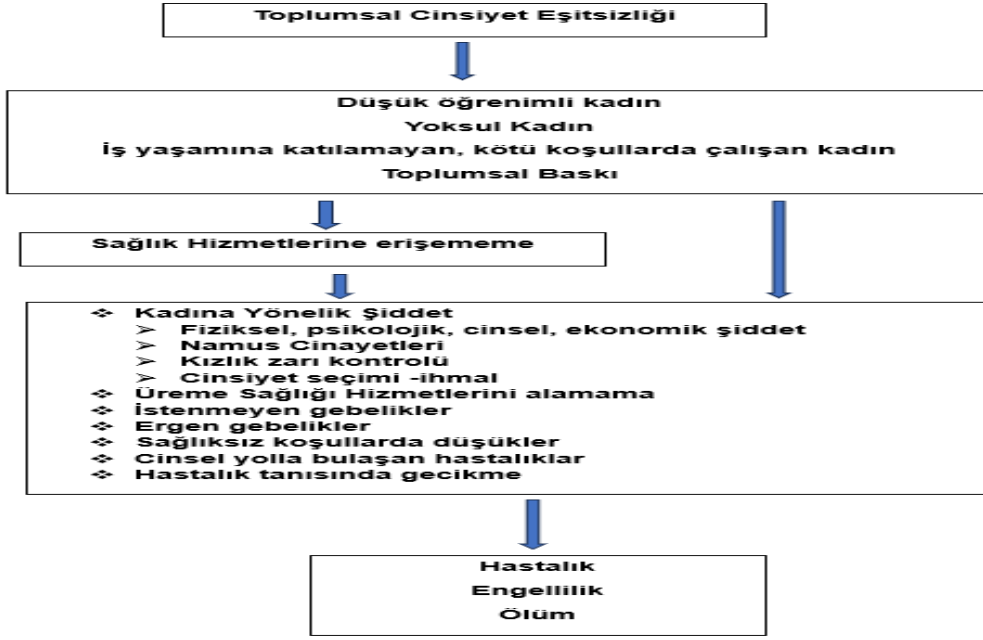 Toplumsal Cinsiyet Eşitsizliği
Düşük öğrenimli kadın
Yoksul Kadın
İş yaşamına katılamayan, kötü koşullarda çalışan kadın
Toplumsal Baskı
Sağlık Hizmetlerine erişememe
❖ Kadına Yönelik Şiddet
➢ Fiziksel, psikolojik, cinsel, ekonomik şiddet
➢ Namus Cinayetleri
➢ Kızlık zarı kontrolü
➢ Cinsiyet seçimi -ihmal
❖ Üreme Sağlığı Hizmetlerini alamama
❖ İstenmeyen gebelikler
❖ Ergen gebelikler
❖ Sağlıksız koşullarda düşükler
❖ Cinsel yolla bulaşan hastalıklar
❖ Hastalık tanısında gecikme
Hastalık
Engellilik
Ölüm